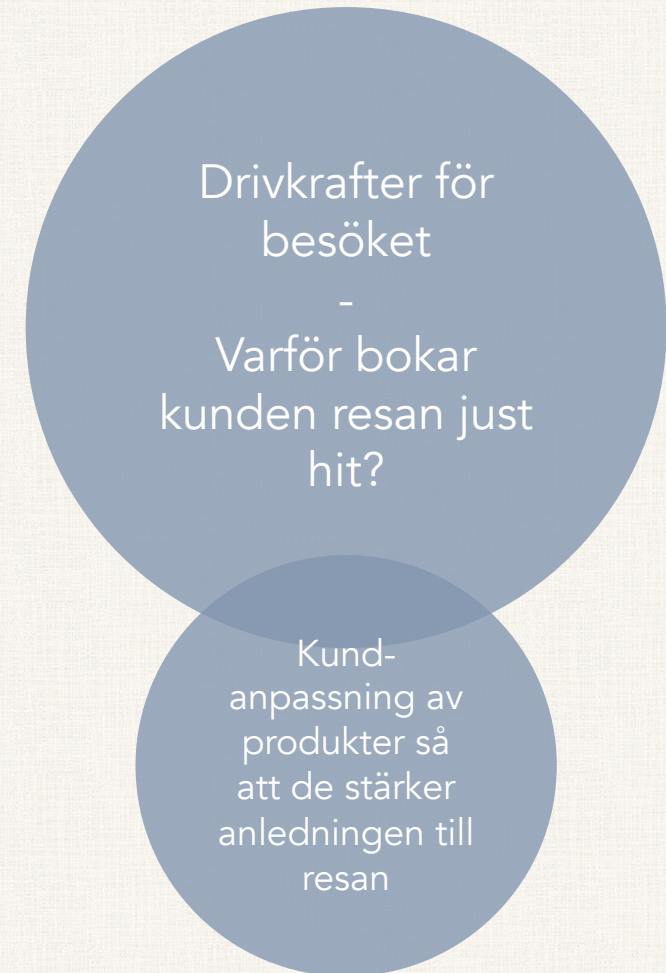 Drivkrafter för
besöket
-
Varför bokar
kunden resan just
hit?
Kund-
anpassning av
produkter så
att de stärker
anledningen till
resan